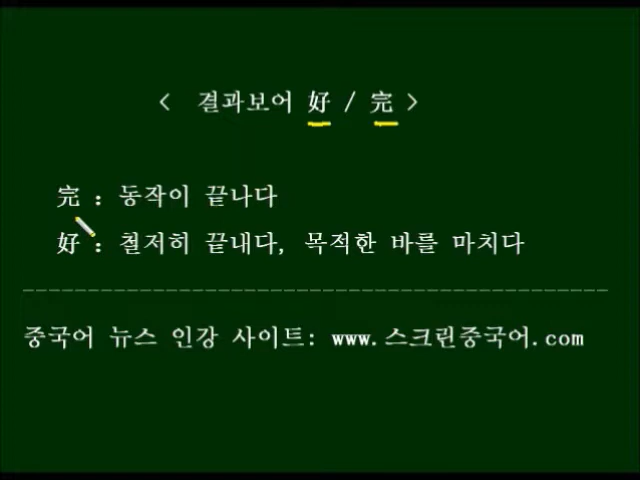 < 결과보어 好 / 完 >
完 : 동작이 끝나다
好 : 철저히 끝내다, 목적한 바를 마치다
중국어 뉴스 인강 사이트: www.스크린중국어.com